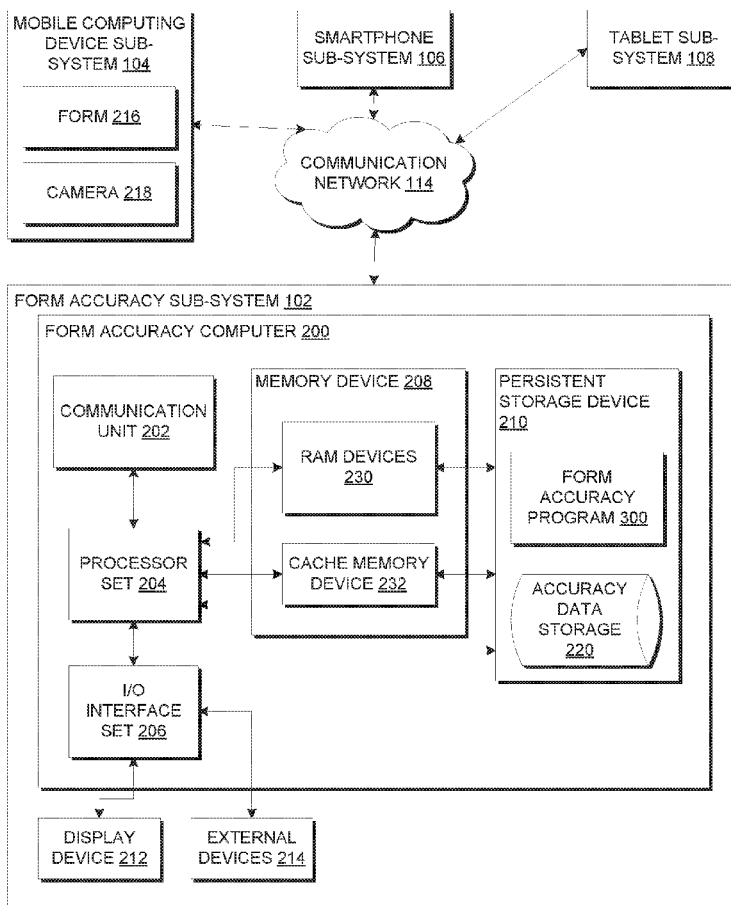 MOBILE COMPUTING
DEVICE SUB-
SYSTEM 104
FORM 216
CAMERA 218
SMARTPHONE
SUB-SYSTEM 106
TABLET SUB-
SYSTEM 108
COMMUNICATION
NETWORK 114
FORM ACCURACY SUB-SYSTEM 102
FORM ACCURACY COMPUTER 200
COMMUNICATION
UNIT 202
PROCESSOR
SET 204
I/O
INTERFACE
SET 206
MEMORY DEVICE 208
RAM DEVICES
230
CACHE MEMORY
DEVICE 232
PERSISTENT
STORAGE DEVICE
210
FORM
ACCURACY
PROGRAM 300
ACCURACY
DATA
STORAGE
220
DISPLAY
DEVICE 212
EXTERNAL
DEVICES 214